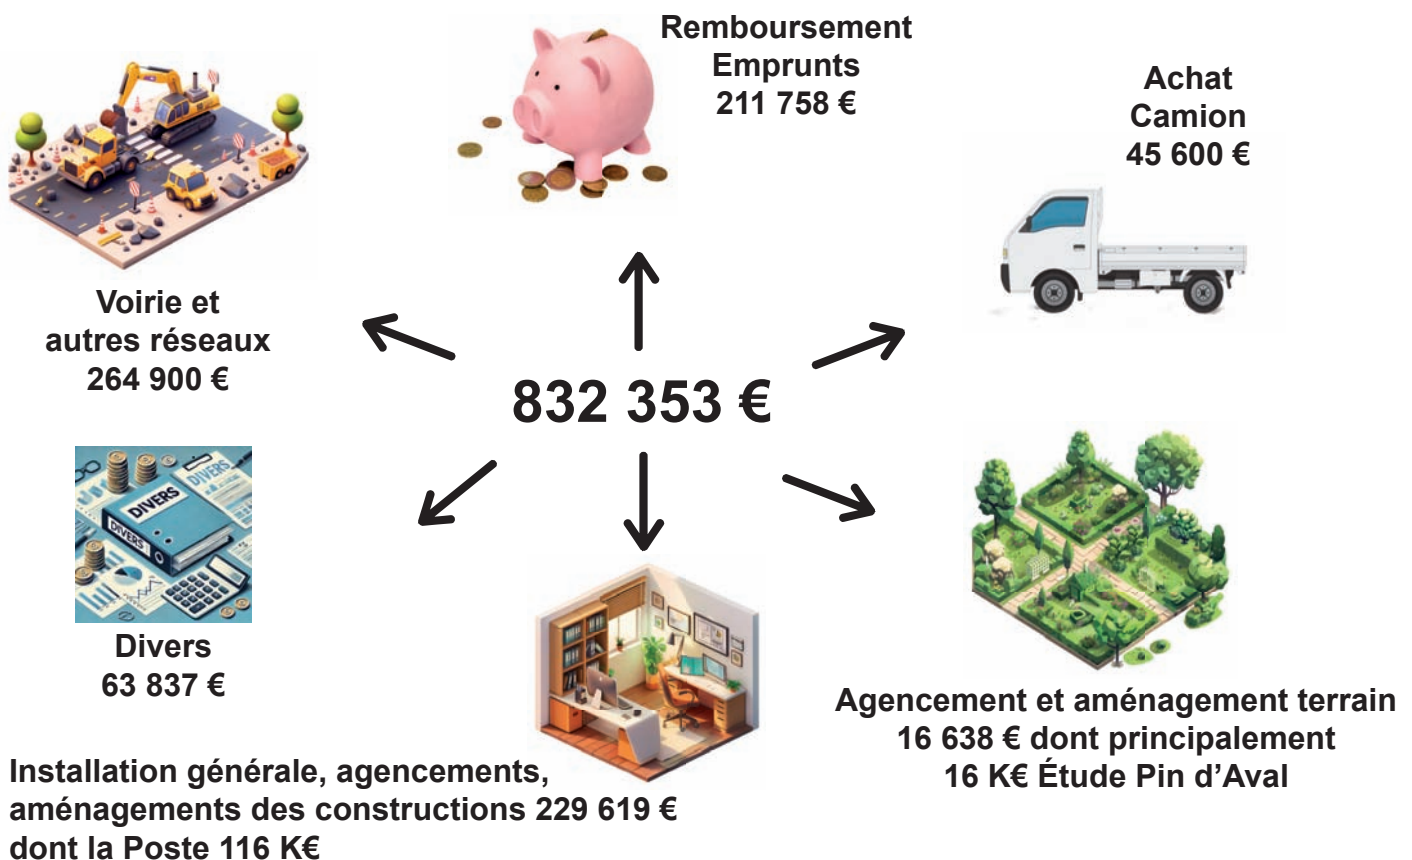 Remboursement
Emprunts
211 758 €
Achat
Camion
45 600 €
Voirie et
autres réseaux
264 900 €
832 353 €
DIVERS
DIVERS
DIVERS
Divers
63 837 €
Agencement et aménagement terrain
16 638 € dont principalement
16 K€ Étude Pin d’Aval
Installation générale, agencements,
aménagements des constructions 229 619 €
dont la Poste 116 K€